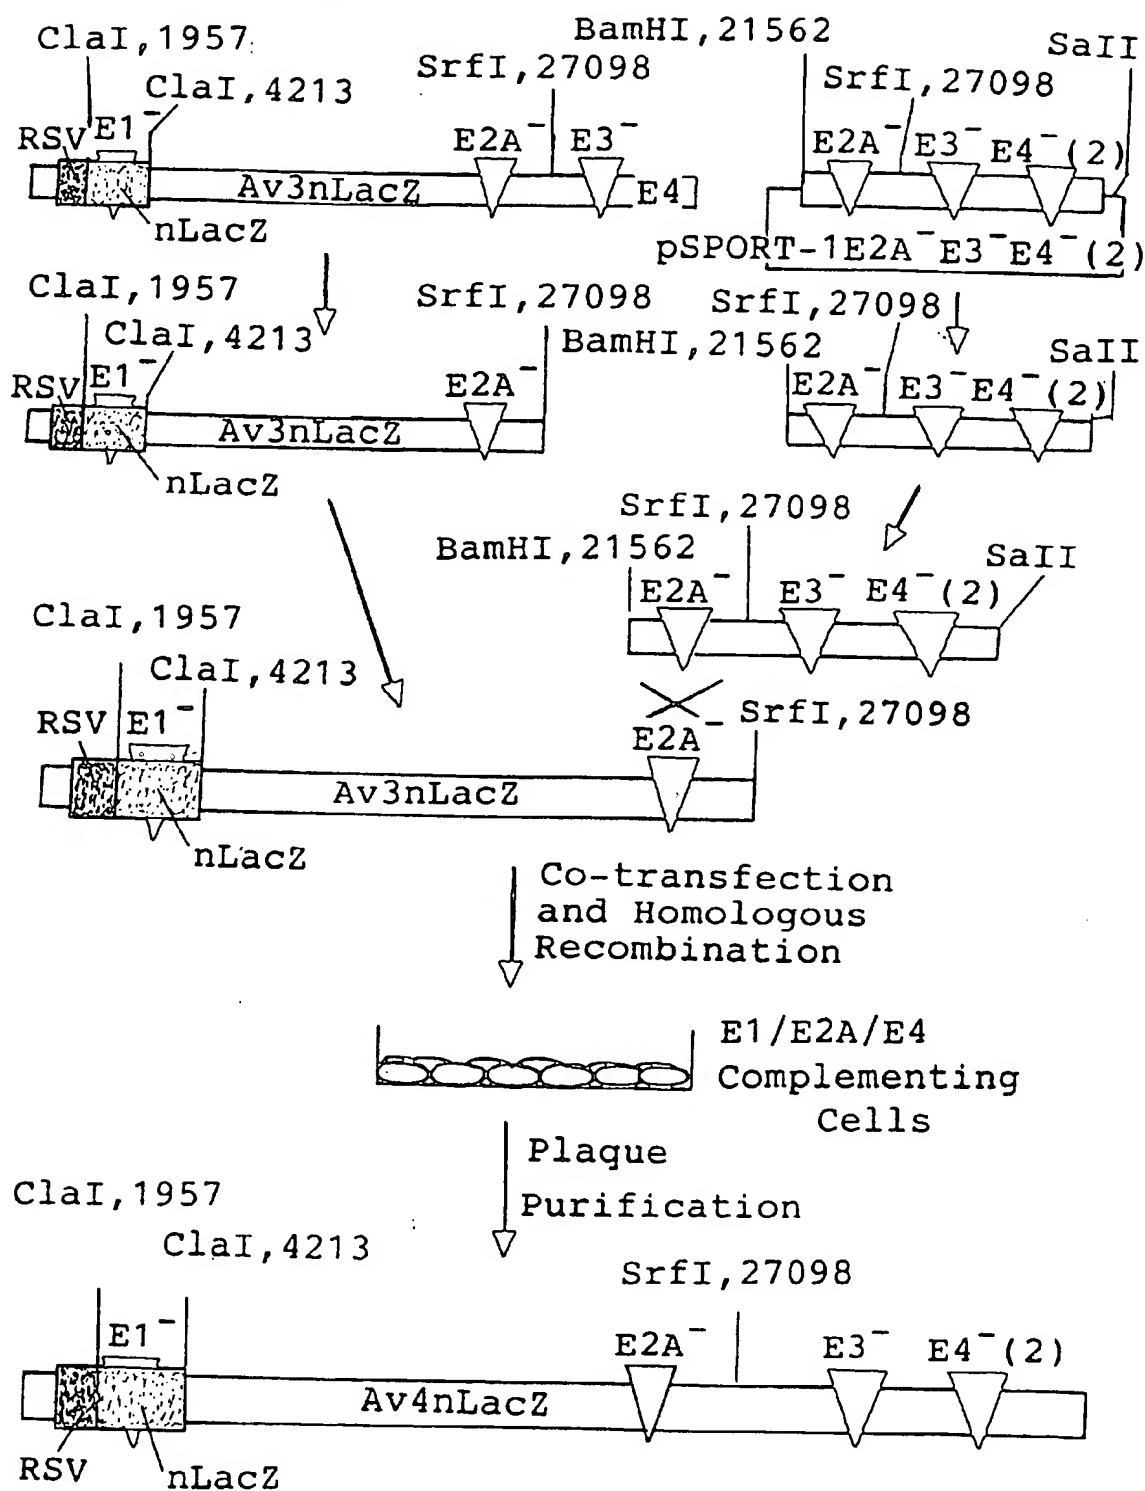 ClaI,1957
ClaI,4213
RSV
E1⁻
SrfI,27098
E2A⁻
E3⁻
Av3nLacZ
E4
nLacZ
BamHI,21562
SaII
SrfI,27098
E2A⁻
E3⁻
E4⁻(2)
pSPORT-1E2A⁻E3⁻E4⁻(2)
ClaI,1957
ClaI,4213
RSV
E1⁻
SrfI,27098
E2A⁻
Av3nLacZ
nLacZ
SrfI,27098
BamHI,21562
SaII
E2A⁻
E3⁻
E4⁻(2)
SrfI,27098
BamHI,21562
SaII
E2A⁻
E3⁻
E4⁻(2)
ClaI,1957
ClaI,4213
RSV
E1⁻
E2A⁻
SrfI,27098
Av3nLacZ
nLacZ
Co-transfection
and Homologous
Recombination
E1/E2A/E4
Complementing
Cells
Plaque
Purification
ClaI,1957
ClaI,4213
SrfI,27098
E1⁻
E2A⁻
E3⁻
E4⁻(2)
Av4nLacZ
RSV
nLacZ